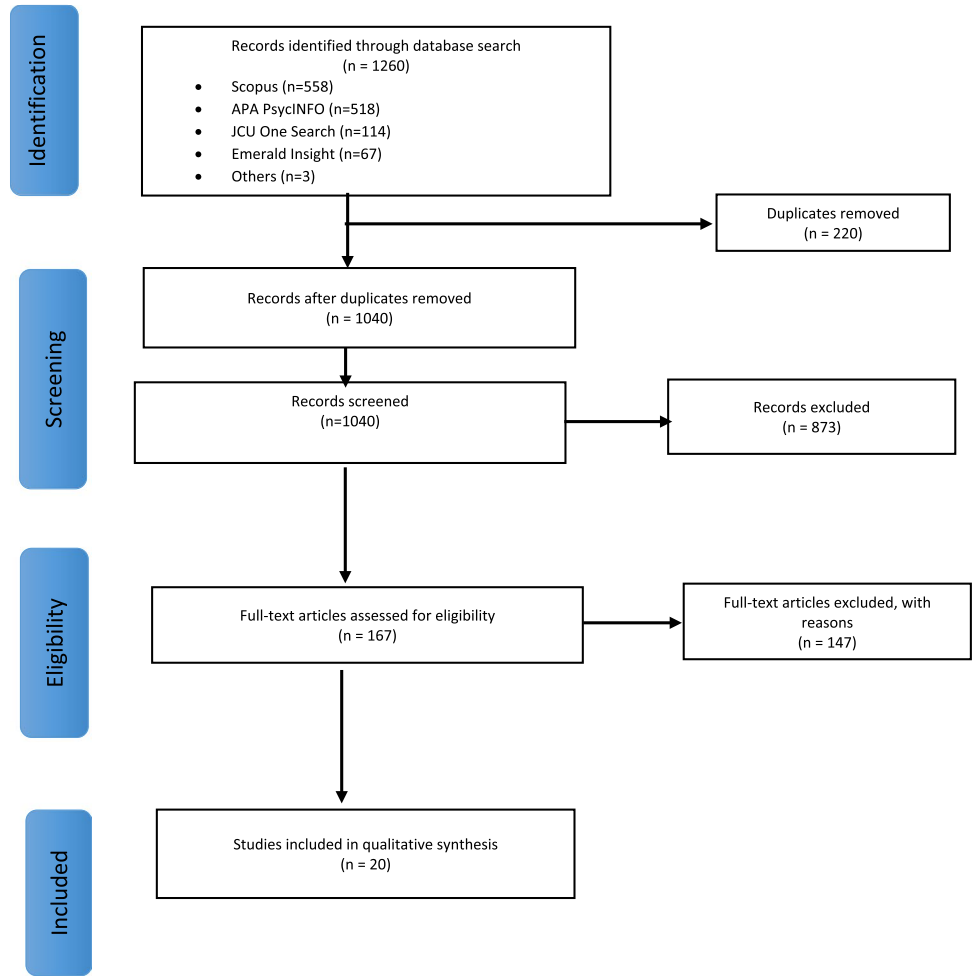 Identification
Records identified through database search
(n = 1260)
• Scopus (n=558)
• APA PsycINFO (n=518)
• JCU One Search (n=114)
• Emerald Insight (n=67)
• Others (n=3)
Duplicates removed
(n = 220)
Screening
Records after duplicates removed
(n = 1040)
Records screened
(n=1040)
Records excluded
(n = 873)
Eligibility
Full-text articles assessed for eligibility
(n = 167)
Full-text articles excluded, with
reasons
(n = 147)
Included
Studies included in qualitative synthesis
(n = 20)